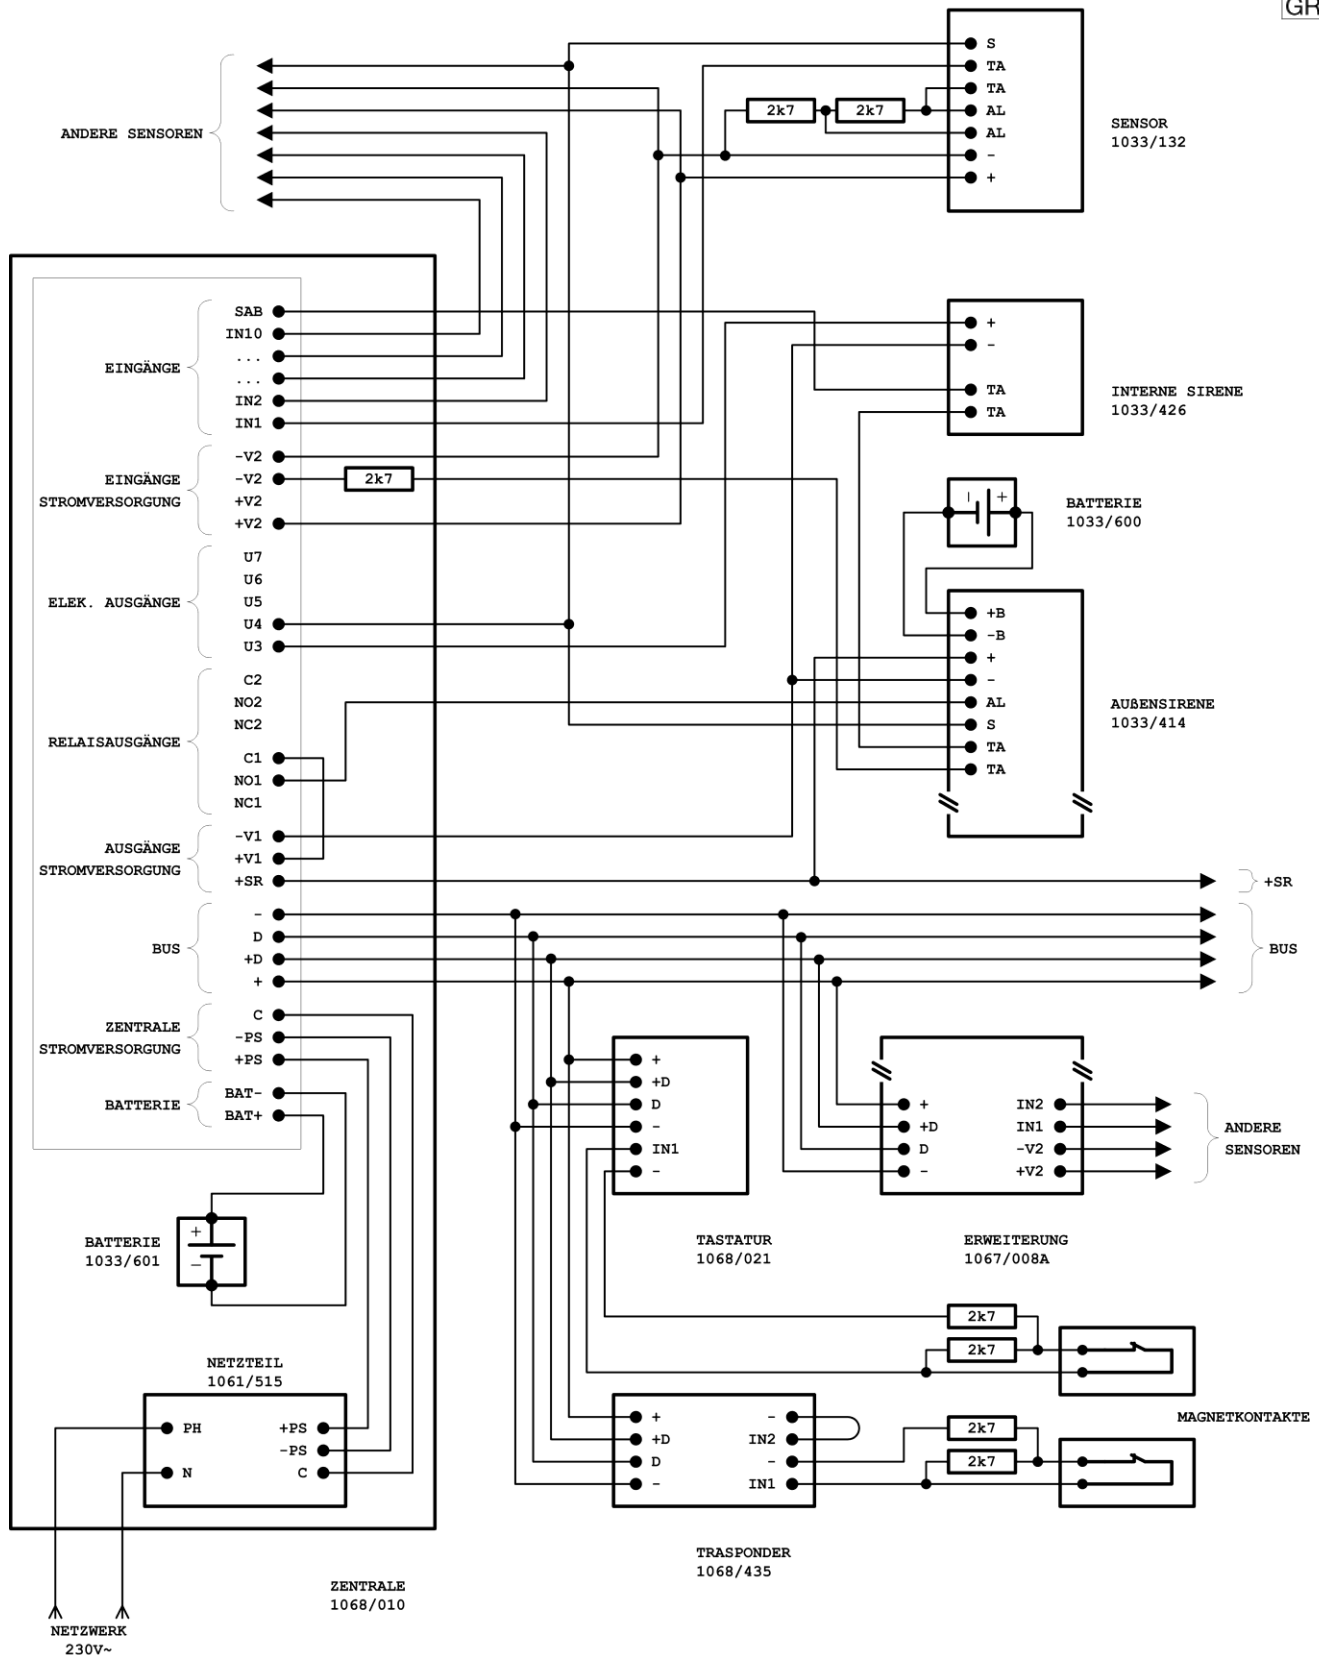 GR
S
TA
TA
AL
AL
-
+
2k7
2k7
SENSOR
1033/132
ANDERE SENSOREN
SAB
IN10
...
...
IN2
IN1
EINGÄNGE
-V2
-V2
+V2
+V2
EINGÄNGE
STROMVERSORGUNG
2k7
U7
U6
U5
U4
U3
ELEK. AUSGÄNGE
C2
NO2
NC2
C1
NO1
NC1
RELAISAUSGÄNGE
-V1
+V1
+SR
AUSGÄNGE
STROMVERSORGUNG
-
D
+D
+
BUS
C
-PS
+PS
ZENTRALE
STROMVERSORGUNG
BAT-
BAT+
BATTERIE
+
-
TA
TA
INTERNE SIRENE
1033/426
- +
BATTERIE
1033/600
+B
-B
+
-
AL
S
TA
TA
AUßENSIRENE
1033/414
+SR
BUS
+
+D
D
-
IN1
-
TASTATUR
1068/021
+
+D
D
-
IN2
IN1
-V2
+V2
ANDERE
SENSOREN
ERWEITERUNG
1067/008A
+
-
BATTERIE
1033/601
NETZTEIL
1061/515
PH
N
+PS
-PS
C
2k7
2k7
+
+D
D
-
-
IN2
-
IN1
2k7
2k7
MAGNETKONTAKTE
TRASPONDER
1068/435
ZENTRALE
1068/010
NETZWERK
230V~